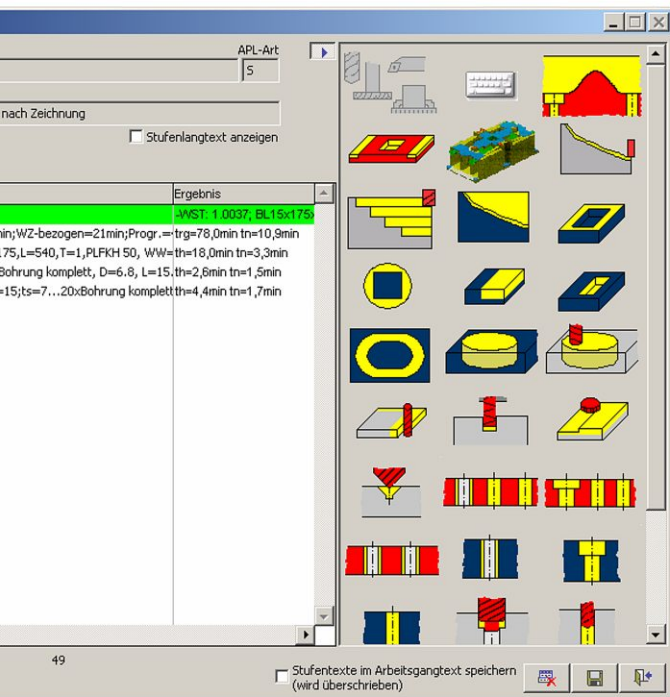 APL-Art
S
nach Zeichnung
Stufenlangtext anzeigen
Ergebnis
-WST: 1.0037; BL15x175x
nin;WZ-bezogen=21min;Progr.= trg=78,0min tn=10,9min
75,L=540,T=1,PLFKH 50, WW= th=18,0min tn=3,3min
Bohrung komplett, D=6.8, L=15. th=2,6min tn=1,5min
=15;ts=7...20xBohrung komplett th=4,4min tn=1,7min
49
Stufentexte im Arbeitsgangtext speichern
(wird überschrieben)